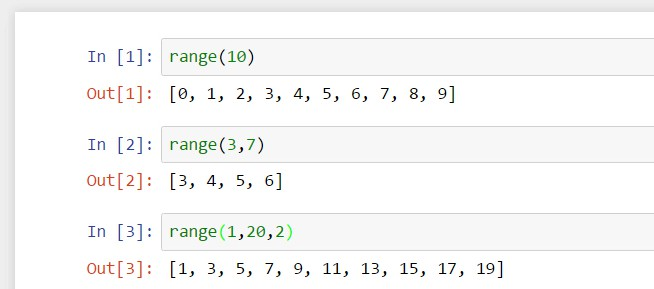 In [1]: range(10)
Out[1]: [0, 1, 2, 3, 4, 5, 6, 7, 8, 9]
In [2]: range(3,7)
Out[2]: [3, 4, 5, 6]
In [3]: range(1,20,2)
Out[3]: [1, 3, 5, 7, 9, 11, 13, 15, 17, 19]